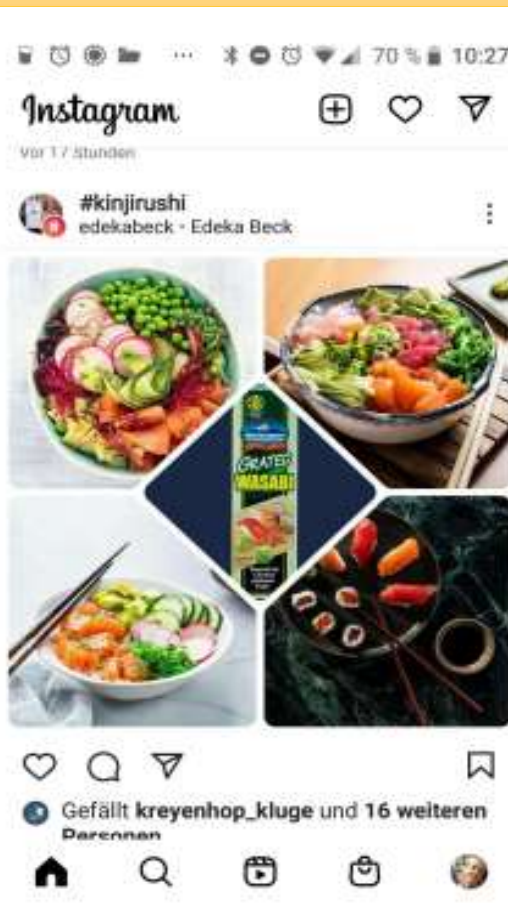 ... 70 % 10:27
Instagram
Vor 17 Stunden
#kinjirushi
edekabeck • Edeka Beck
GRATED
WASABI
Gefällt kreyenhop_kluge und 16 weiteren
Personen